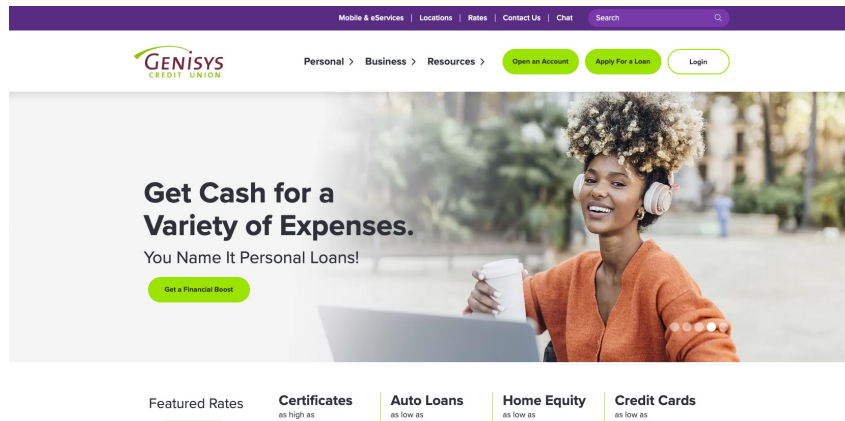 Mobile & eServices | Locations | Rates | Contact Us | Chat Search
GENISYS
CREDIT UNION
Personal > Business > Resources > Open an Account Apply For a Loan Login
Get Cash for a
Variety of Expenses.
You Name It Personal Loans!
Get a Financial Boost
Featured Rates
Certificates
as high as
Auto Loans
as low as
Home Equity
as low as
Credit Cards
as low as